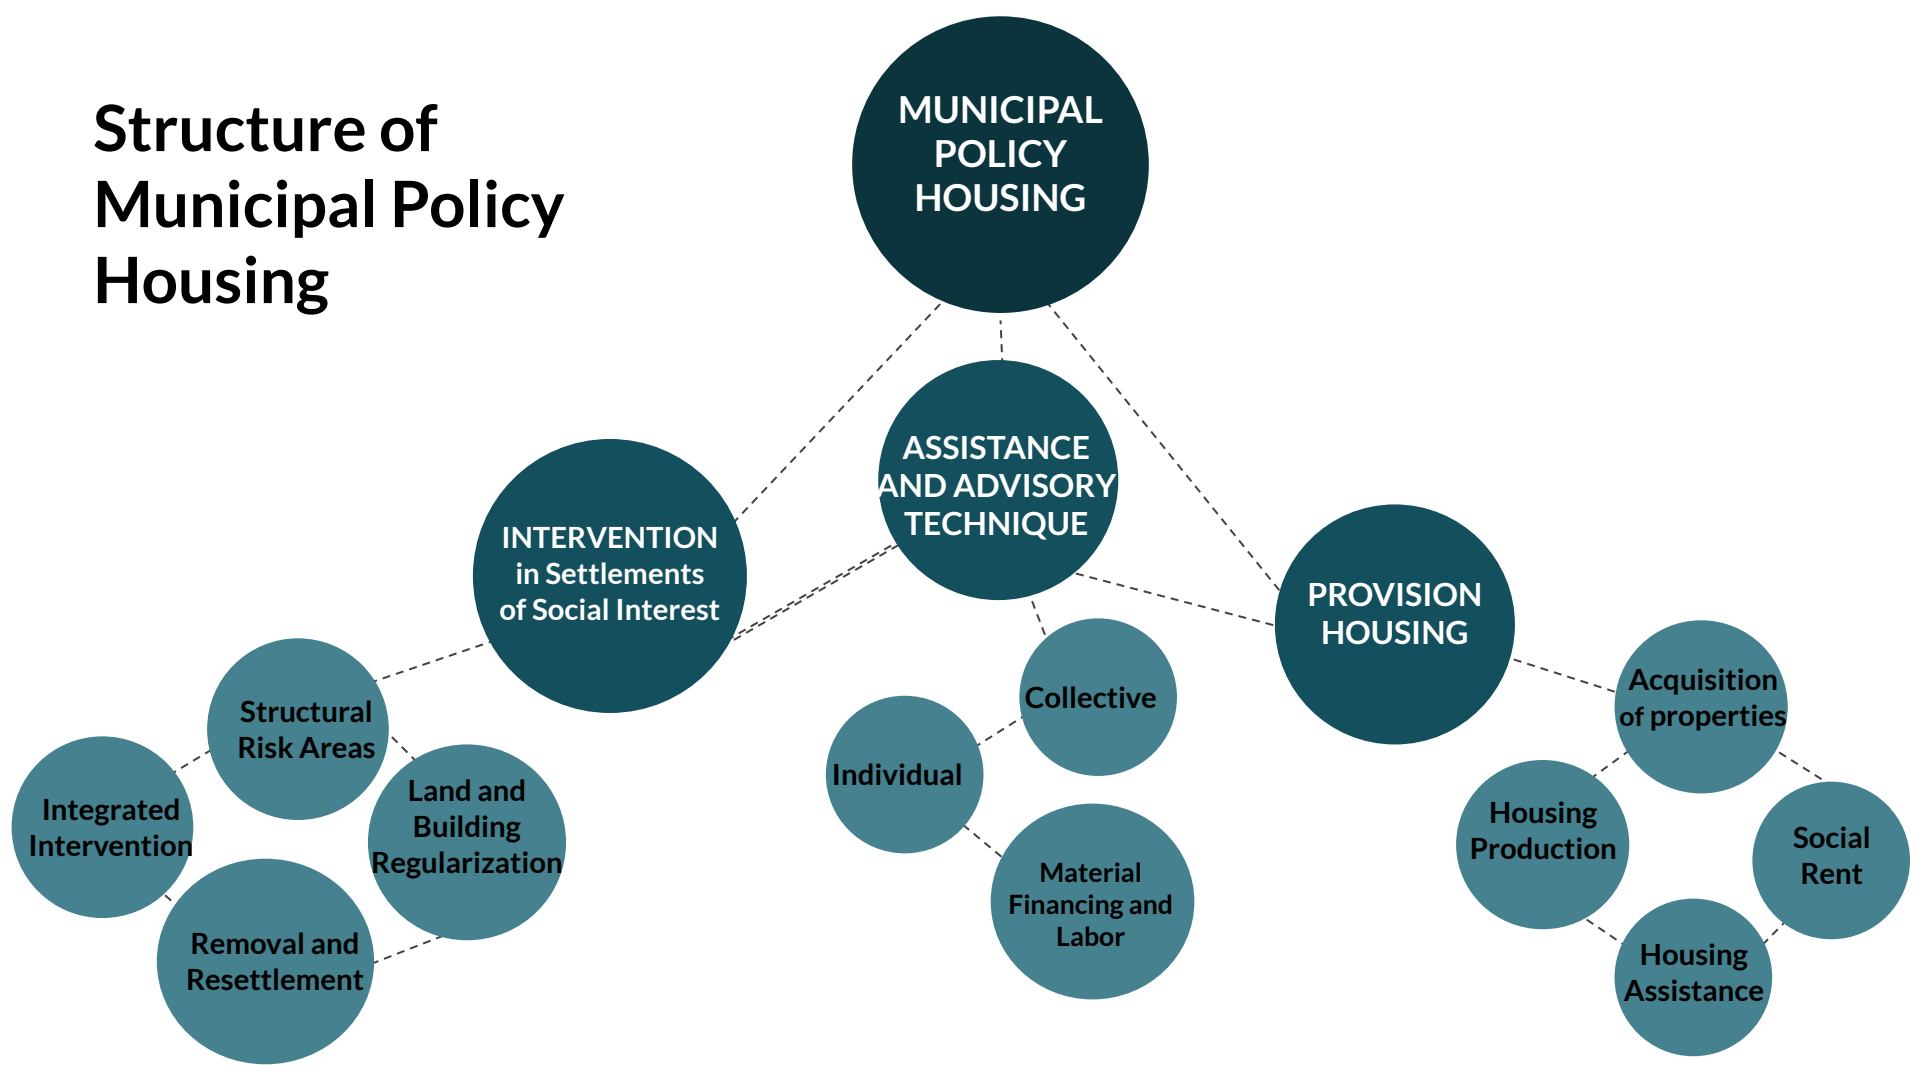 Structure of
Municipal Policy
Housing
MUNICIPAL
POLICY
HOUSING
ASSISTANCE
AND ADVISORY
TECHNIQUE
INTERVENTION
in Settlements
of Social Interest
PROVISION
HOUSING
Structural
Risk Areas
Integrated
Intervention
Land and
Building
Regularization
Removal and
Resettlement
Collective
Individual
Material
Financing and
Labor
Acquisition
of properties
Housing
Production
Social
Rent
Housing
Assistance